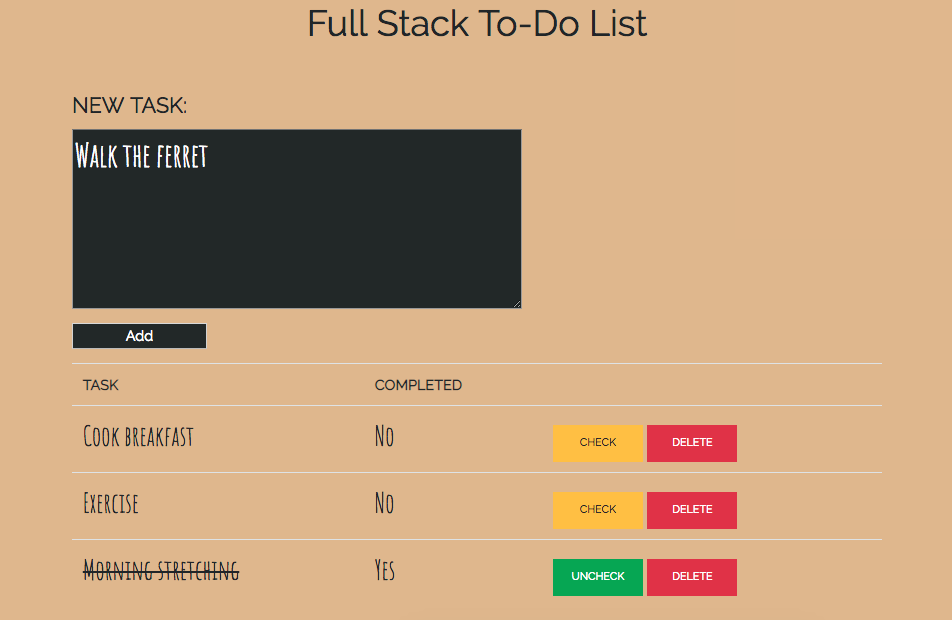 Full Stack To-Do List
NEW TASK:
Walk the ferret
Add
TASK COMPLETED
Cook breakfast No CHECK DELETE
Exercise No CHECK DELETE
Morning stretching Yes UNCHECK DELETE